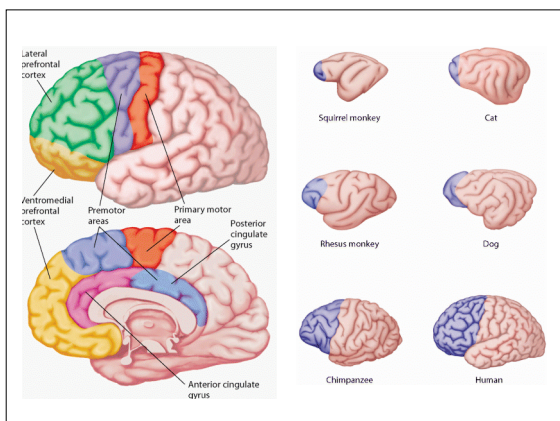 Lateral
prefrontal
cortex
Ventromedial
prefrontal
cortex
Premotor
areas
Primary motor
area
Posterior
cingulate
gyrus
Anterior cingulate
gyrus
Squirrel monkey
Cat
Rhesus monkey
Dog
Chimpanzee
Human